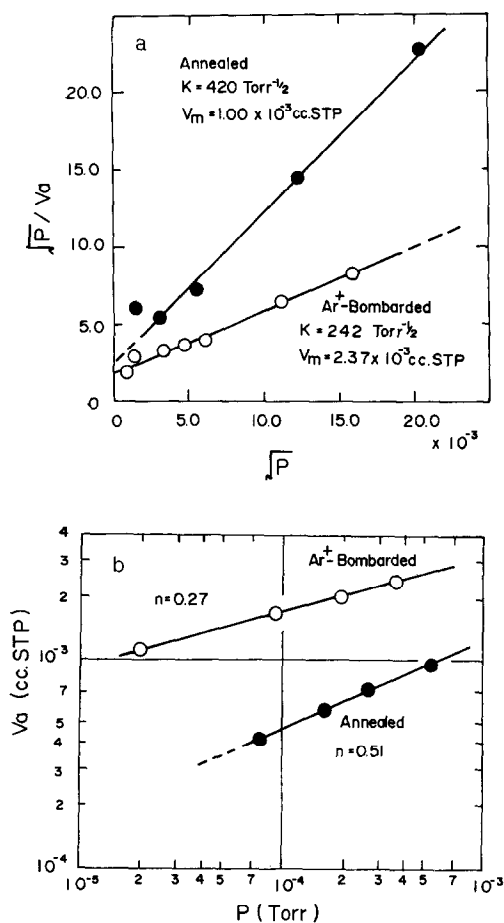 a
Annealed
K = 420 Torr^-1/2
Vm = 1.00 x 10^-3 cc.STP
20.0
15.0
10.0
5.0
0
√P / Va
Ar+-Bombarded
K = 242 Torr^-1/2
Vm = 2.37 x 10^-3 cc.STP
0 5.0 10.0 15.0 20.0
x 10^-3
√P
b
Ar+-Bombarded
n=0.27
Annealed
n=0.51
4
3
2
10^-3
7
5
4
3
2
10^-4
Va (cc.STP)
10^-5 2 3 4 5 7 10^-4 2 3 4 5 7 10^-3
P (Torr)